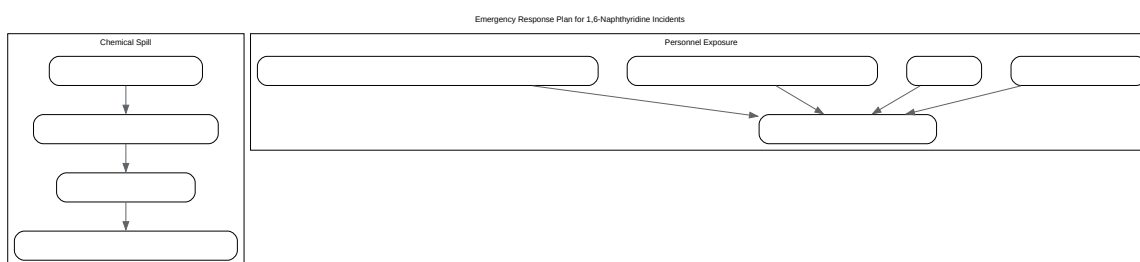 Emergency Response Plan for 1,6-Naphthyridine Incidents
Chemical Spill
Personnel Exposure